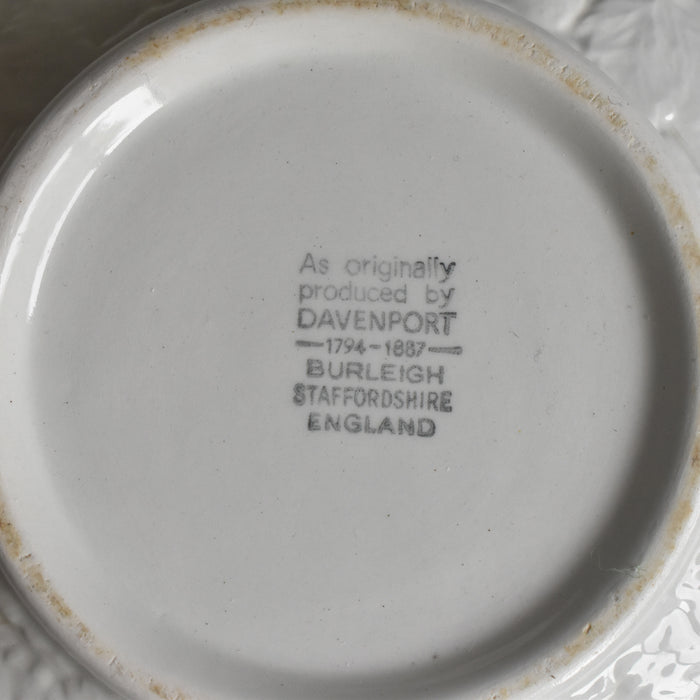 As originally
produced by
DAVENPORT
1794-1887
BURLEIGH
STAFFORDSHIRE
ENGLAND